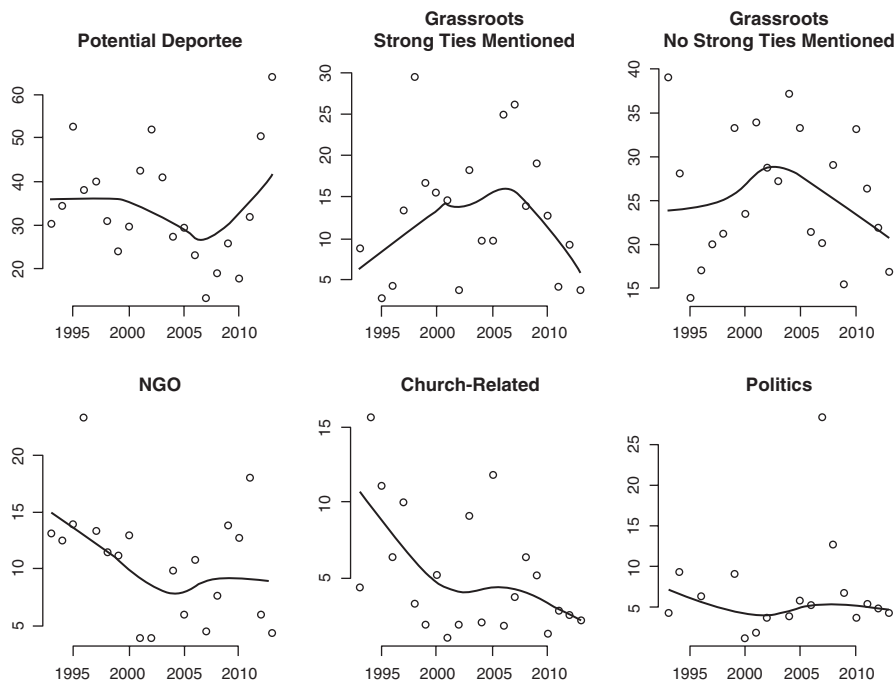 Potential Deportee
Grassroots
Strong Ties Mentioned
Grassroots
No Strong Ties Mentioned
60
50
40
30
20
1995 2000 2005 2010
30
25
20
15
10
5
1995 2000 2005 2010
40
35
30
25
20
15
1995 2000 2005 2010
NGO
Church-Related
Politics
20
15
10
5
1995 2000 2005 2010
15
10
5
1995 2000 2005 2010
25
20
15
10
5
1995 2000 2005 2010